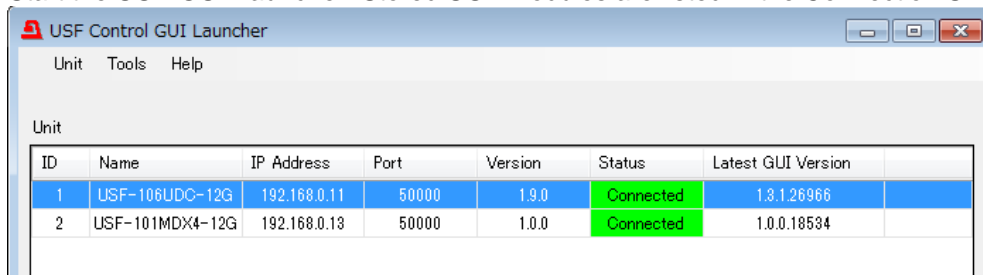 USF Control GUI Launcher
Unit Tools Help
Unit
ID Name IP Address Port Version Status Latest GUI Version
1 USF-106UDC-12G 192.168.0.11 50000 1.9.0 Connected 1.3.1.26966
2 USF-101MDX4-12G 192.168.0.13 50000 1.0.0 Connected 1.0.0.18534